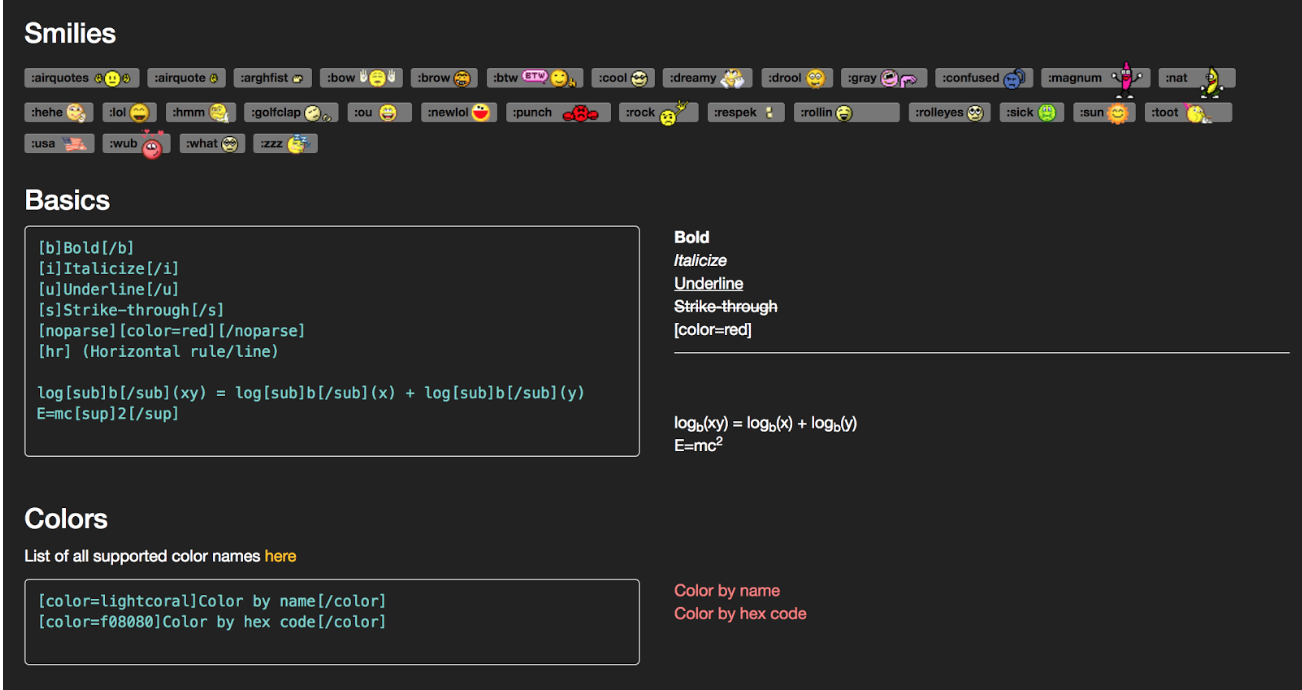 Smilies
:airquotes :airquote :arghfist :bow :brow :btw BTW :cool :dreamy :drool :gray :confused :magnum :nat
:hehe :lol :hmm :golfclap :ou :newlol :punch :rock :respek :rollin :rolleyes :sick :sun :toot
:usa :wub :what :zzz
Basics
[b]Bold[/b]
[i]Italicize[/i]
[u]Underline[/u]
[s]Strike-through[/s]
[noparse][color=red][/noparse]
[hr] (Horizontal rule/line)
log[sub]b[/sub](xy) = log[sub]b[/sub](x) + log[sub]b[/sub](y)
E=mc[sup]2[/sup]
Bold
Italicize
Underline
Strike-through
[color=red]
log_b(xy) = log_b(x) + log_b(y)
E=mc²
Colors
List of all supported color names here
[color=lightcoral]Color by name[/color]
[color=f08080]Color by hex code[/color]
Color by name
Color by hex code